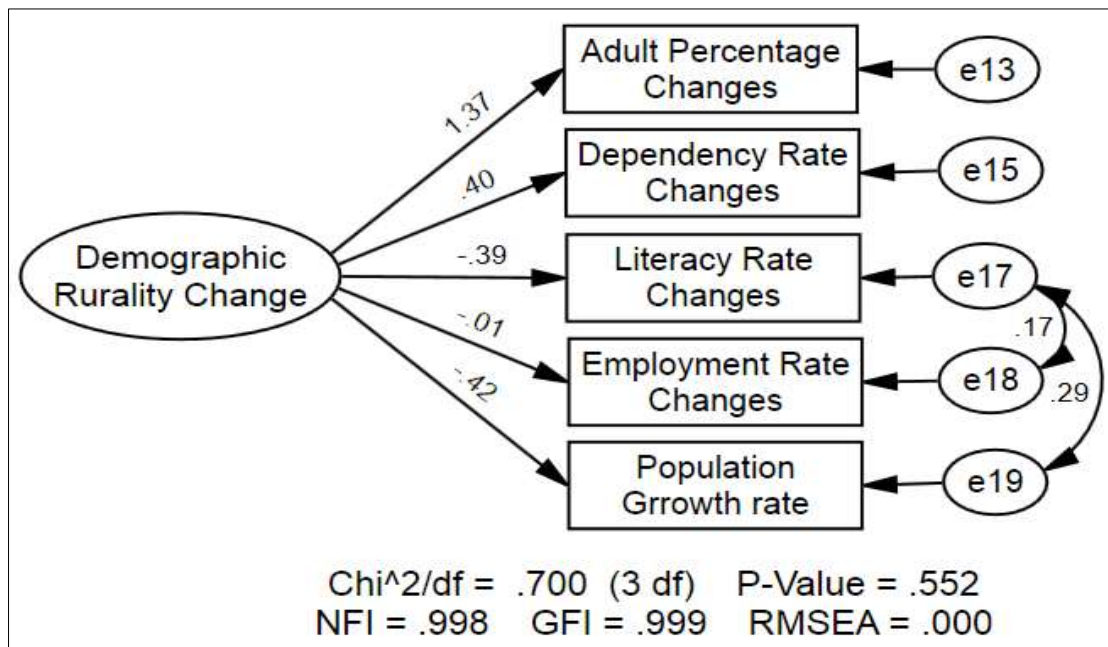 Adult Percentage
Changes
e13
1.37
Dependency Rate
Changes
e15
.40
Demographic
Rurality Change
-.39
Literacy Rate
Changes
e17
.17
-.01
Employment Rate
Changes
e18
.29
-.42
Population
Grrowth rate
e19
Chi^2/df = .700 (3 df) P-Value = .552
NFI = .998 GFI = .999 RMSEA = .000